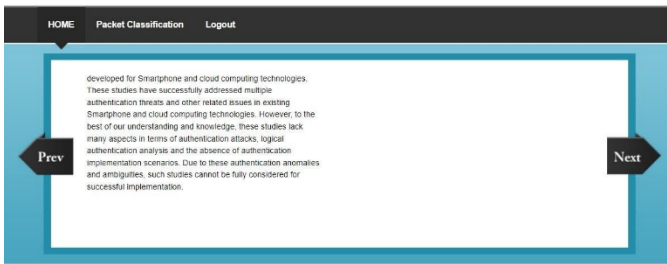 HOME Packet Classification Logout
developed for Smartphone and cloud computing technologies.
These studies have successfully addressed multiple
authentication threats and other related issues in existing
Smartphone and cloud computing technologies. However, to the
best of our understanding and knowledge, these studies lack
many aspects in terms of authentication attacks, logical
authentication analysis and the absence of authentication
implementation scenarios. Due to these authentication anomalies
and ambiguities, such studies cannot be fully considered for
successful implementation.
Prev
Next